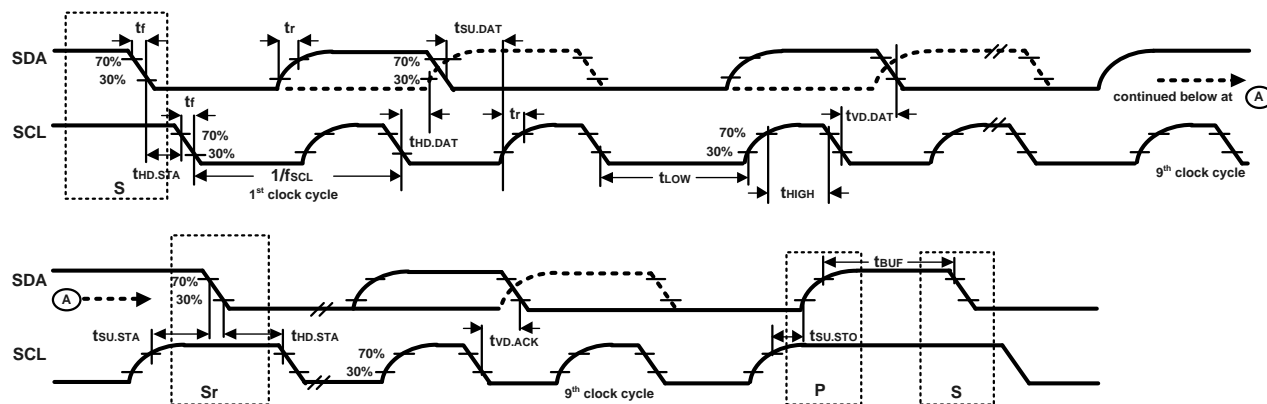 tf tr tSU.DAT
SDA 70% 30% 70% 30%
continued below at A
tf tr tVD.DAT
SCL 70% 30% tHD.DAT 70% 30%
tHD.STA 1/fSCL tLOW tHIGH
S 1st clock cycle 9th clock cycle
SDA 70% 30% tBUF
A
tSU.STA tHD.STA tVD.ACK tSU.STO
SCL 70% 30%
Sr 9th clock cycle P S